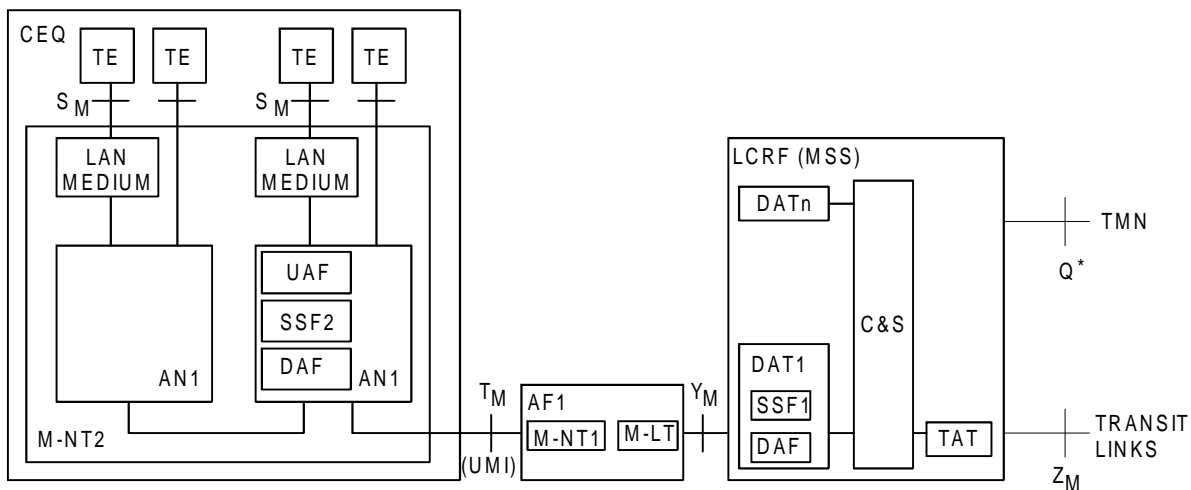 CEQ
TE TE TE TE
S M S M
LAN MEDIUM
LAN MEDIUM
UAF
SSF2
DAF
AN1 AN1
M-NT2
T M
(UMI)
AF1
M-NT1 M-LT
Y M
LCRF (MSS)
DATn
C&S
DAT1
SSF1
DAF
TAT
TMN
Q*
TRANSIT
LINKS
Z M